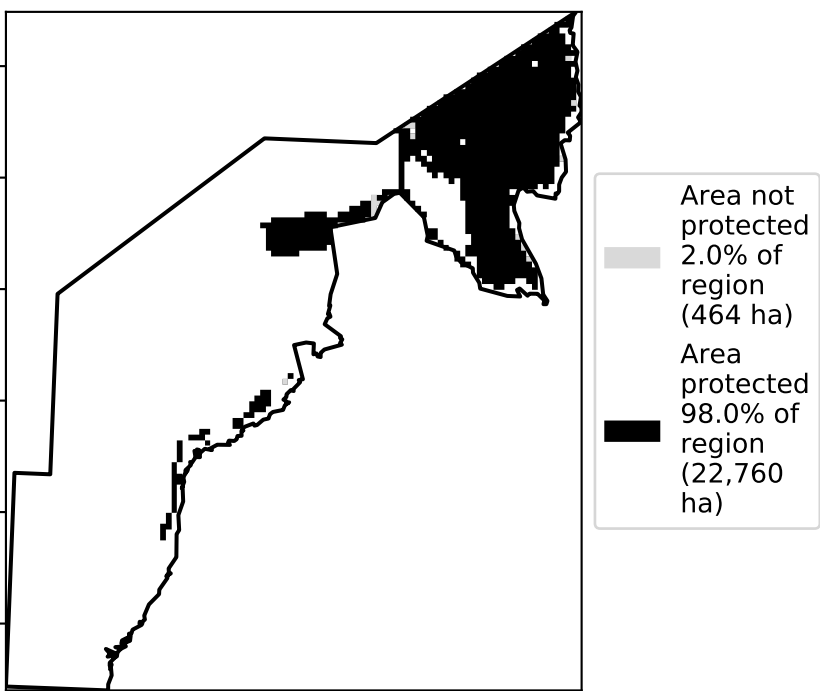 Area not
protected
2.0% of
region
(464 ha)
Area
protected
98.0% of
region
(22,760
ha)